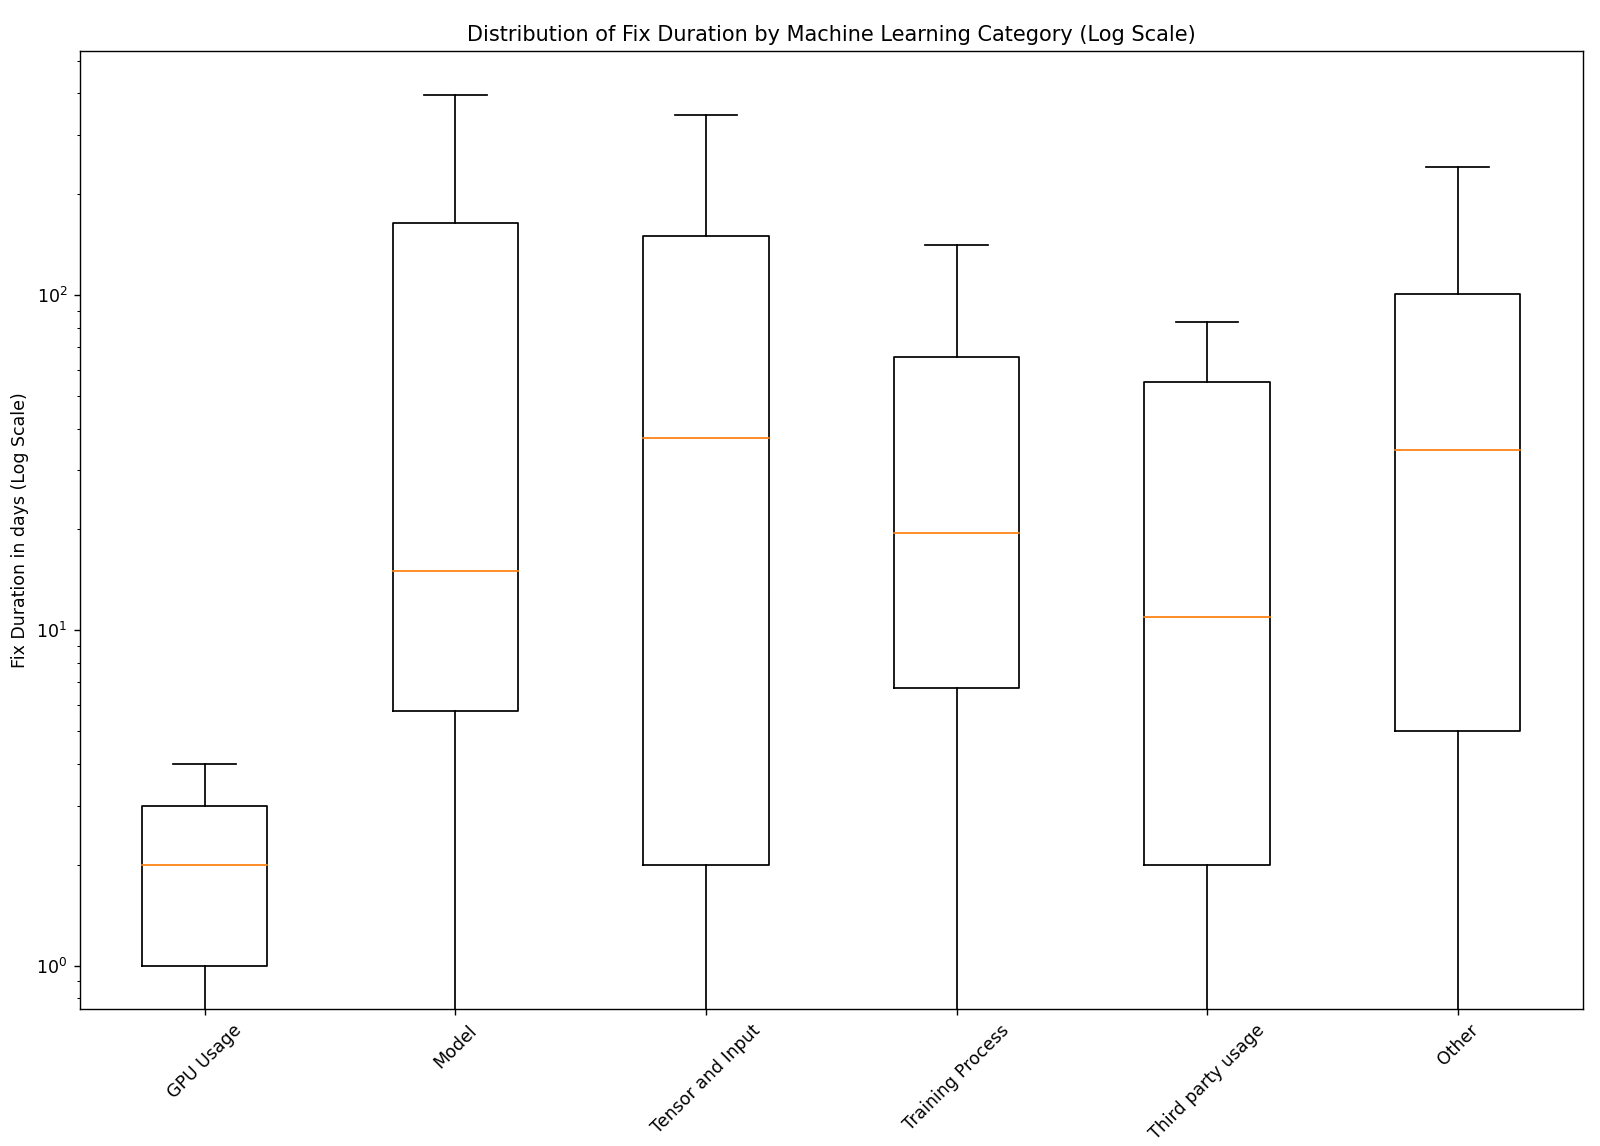 Distribution of Fix Duration by Machine Learning Category (Log Scale)
Fix Duration in days (Log Scale)
10²
10¹
10⁰
GPU Usage
Model
Tensor and Input
Training Process
Third party usage
Other